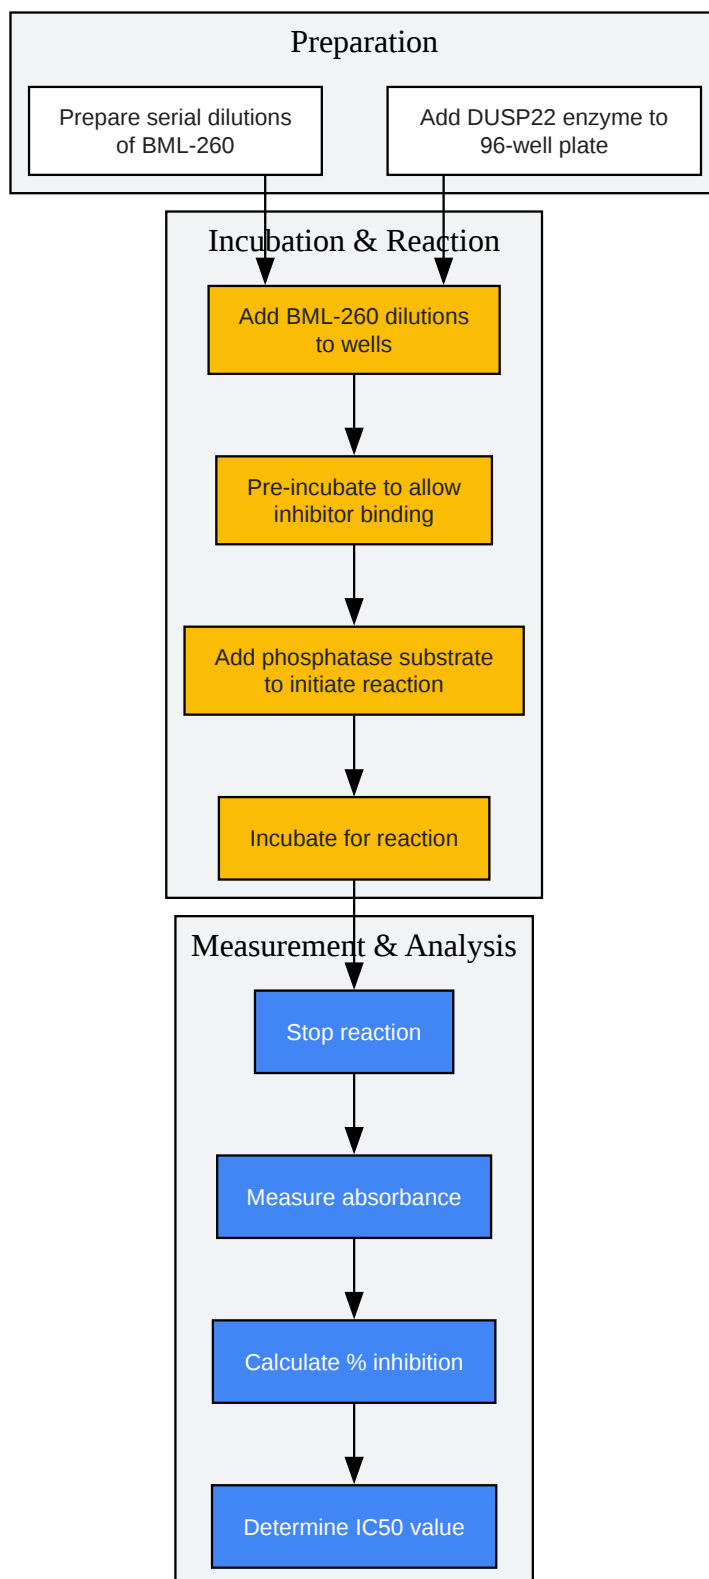 Preparation
Prepare serial dilutions
of BML-260
Add DUSP22 enzyme to
96-well plate
Incubation & Reaction
Add BML-260 dilutions
to wells
Pre-incubate to allow
inhibitor binding
Add phosphatase substrate
to initiate reaction
Incubate for reaction
Measurement & Analysis
Stop reaction
Measure absorbance
Calculate % inhibition
Determine IC50 value